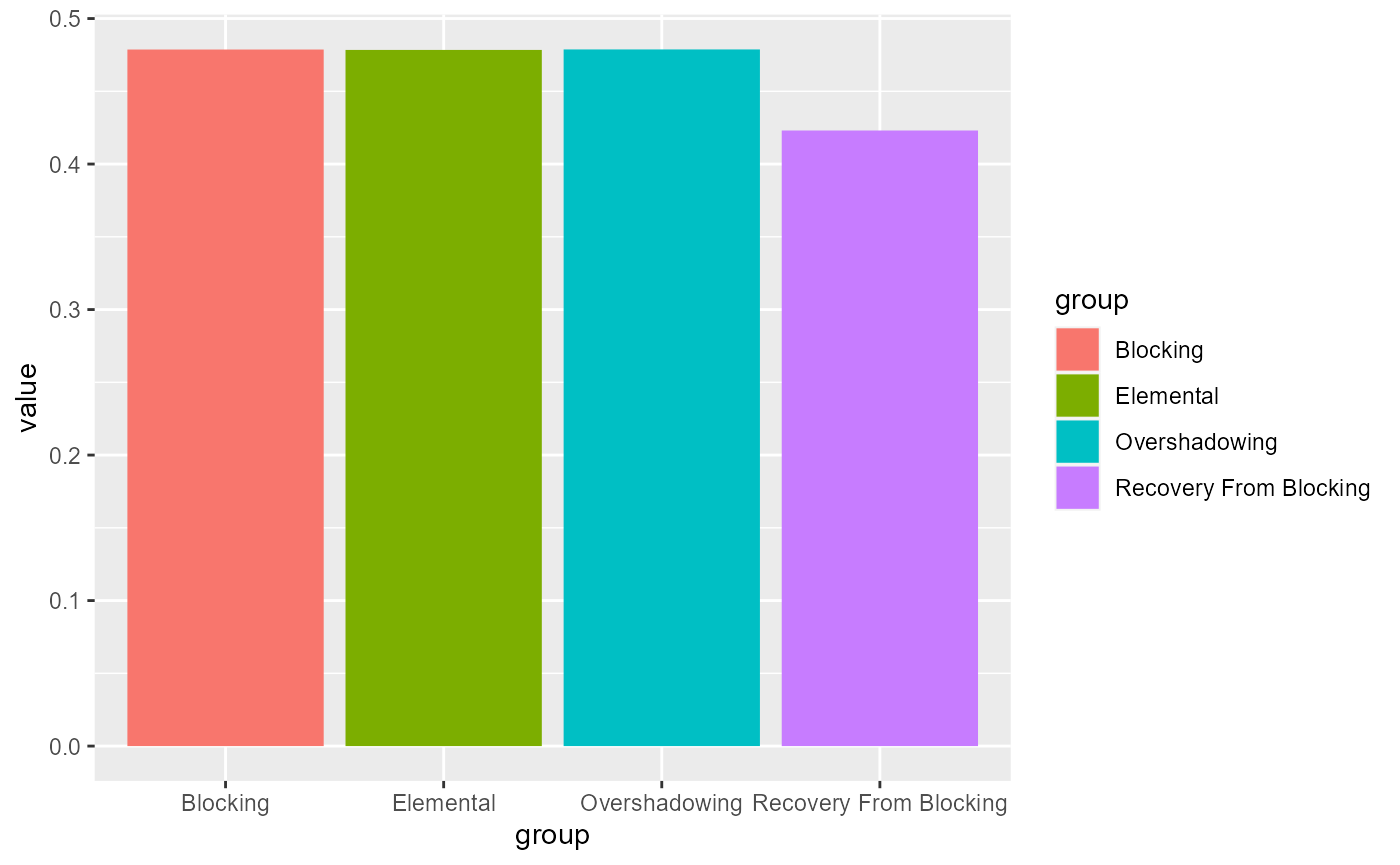 0.5
0.4
0.3
0.2
0.1
0.0
value
Blocking
Elemental
Overshadowing
Recovery From Blocking
group
group
Blocking
Elemental
Overshadowing
Recovery From Blocking